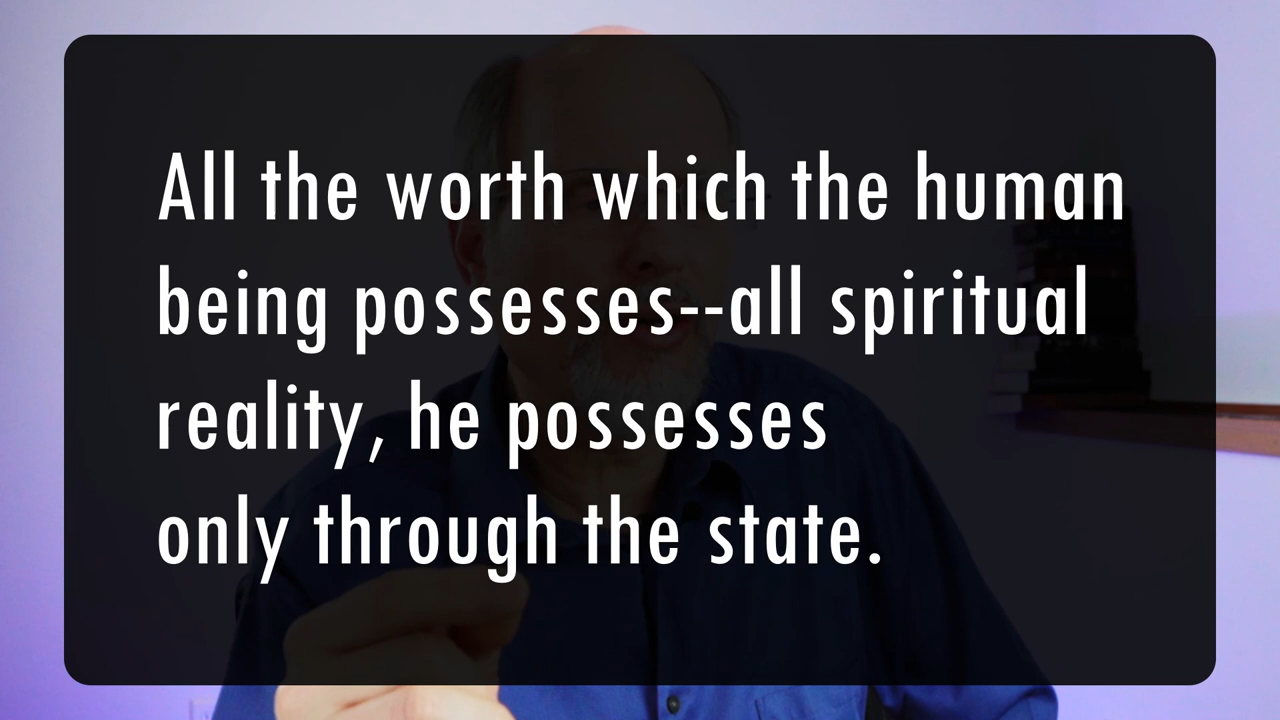 All the worth which the human
being possesses--all spiritual
reality, he possesses
only through the state.